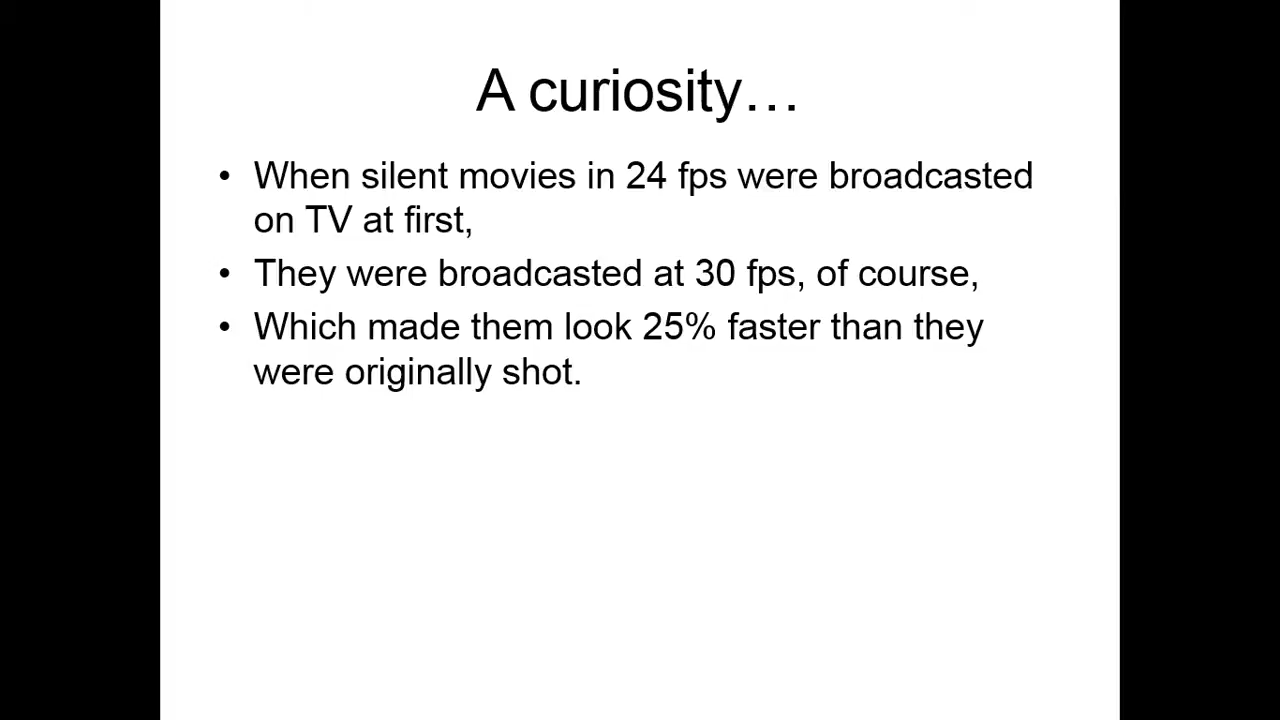 A curiosity…
• When silent movies in 24 fps were broadcasted
on TV at first,
• They were broadcasted at 30 fps, of course,
• Which made them look 25% faster than they
were originally shot.